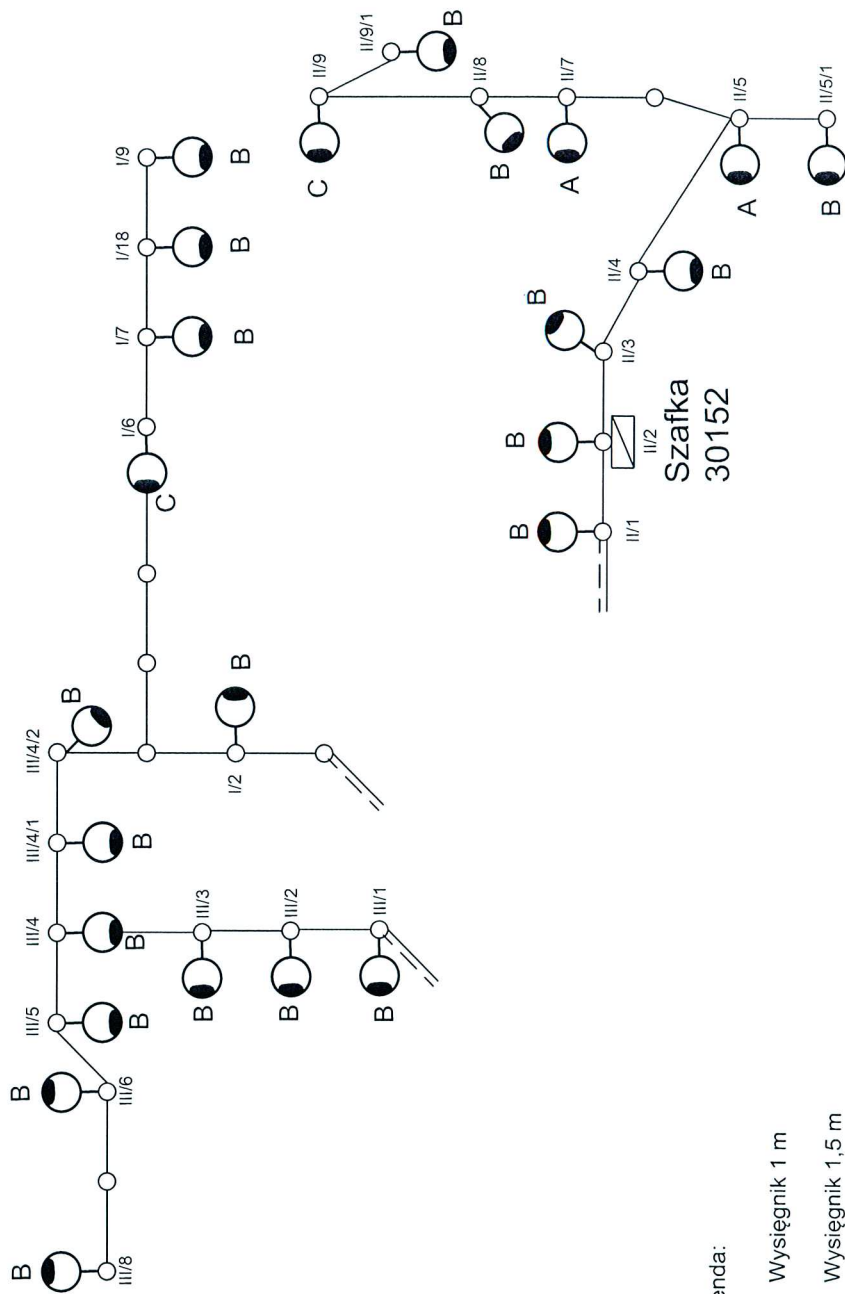 B
II/9/1
II/9
B
II/8
C
B
II/7
A
II/5
A
II/5/1
B
I/9
B
I/18
B
I/7
B
I/6
C
II/4
B
B
II/3
B
II/2
Szafka
30152
B
II/1
III/4/2
B
B
I/2
III/4/1
B
III/4
B
III/3
B
III/2
B
III/1
B
III/5
B
B
III/6
B
III/8
enda:
Wysięgnik 1 m
Wysięgnik 1,5 m